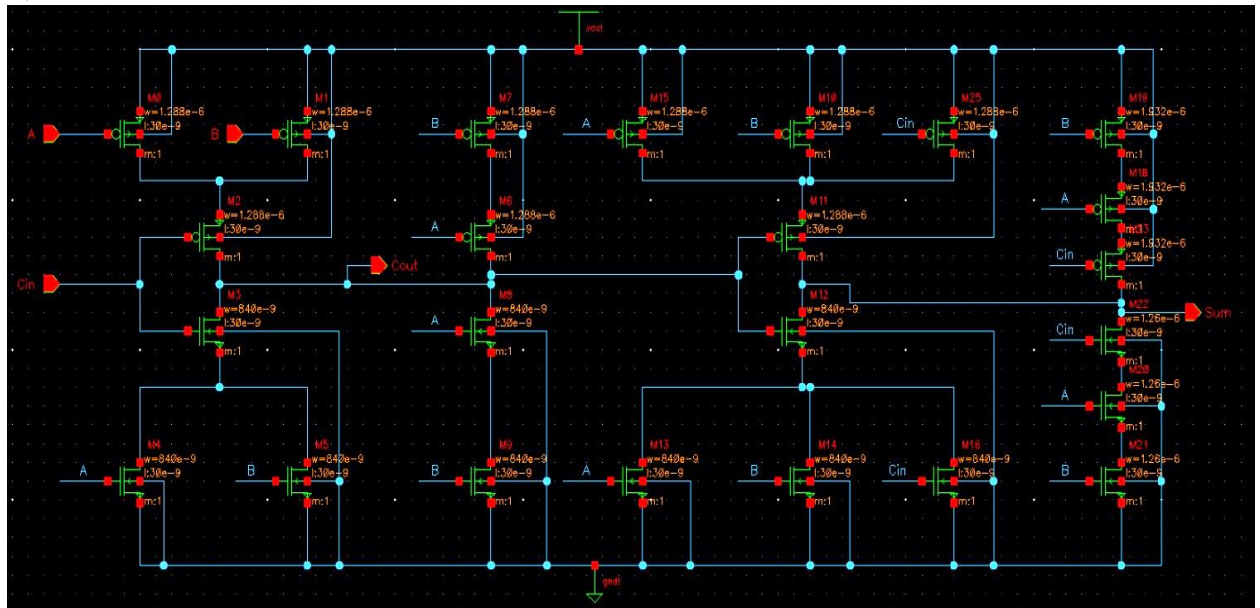 vdd!
M0
w=1.288e-6
l:30e-9
m:1
A
M1
w=1.288e-6
l:30e-9
m:1
B
M7
w=1.288e-6
l:30e-9
m:1
B
M15
w=1.288e-6
l:30e-9
m:1
A
M10
w=1.288e-6
l:30e-9
m:1
B
M25
w=1.288e-6
l:30e-9
m:1
Cin
M19
w=1.932e-6
l:30e-9
m:1
B
M2
w=1.288e-6
l:30e-9
m:1
M6
w=1.288e-6
l:30e-9
m:1
A
M11
w=1.288e-6
l:30e-9
m:1
M18
w=1.932e-6
l:30e-9
A
w=1.932e-6
l:30e-9
m:1
Cin
Cin
Cout
Sum
M3
w=840e-9
l:30e-9
m:1
M8
w=840e-9
l:30e-9
m:1
A
M12
w=840e-9
l:30e-9
m:1
M22
w=1.26e-6
l:30e-9
m:1
Cin
M20
w=1.26e-6
l:30e-9
m:1
A
M4
w=840e-9
l:30e-9
m:1
A
M5
w=840e-9
l:30e-9
m:1
B
M9
w=840e-9
l:30e-9
m:1
B
M13
w=840e-9
l:30e-9
m:1
A
M14
w=840e-9
l:30e-9
m:1
B
M16
w=840e-9
l:30e-9
m:1
Cin
M21
w=1.26e-6
l:30e-9
m:1
B
gnd!